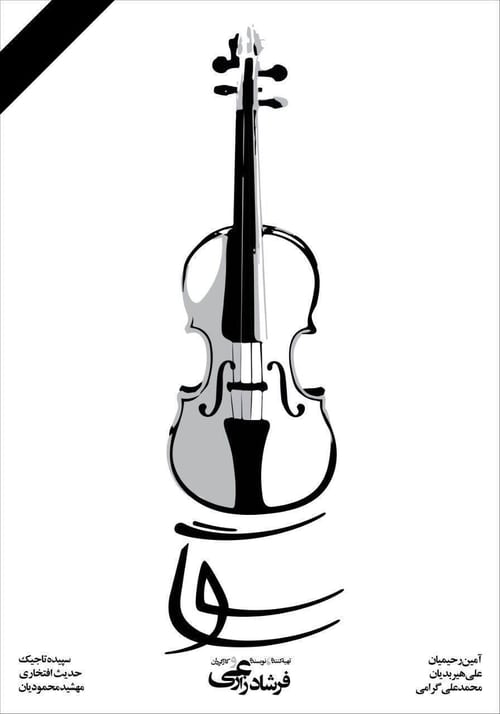 سوگ
تهیه‌کننده نویسنده و کارگردان
فرشاد زارعی
آمین رحیمیان
علی هیربدیان
محمدعلی گرامی
سپیده تاجیک
حدیث افتخاری
مهشید محمودیان